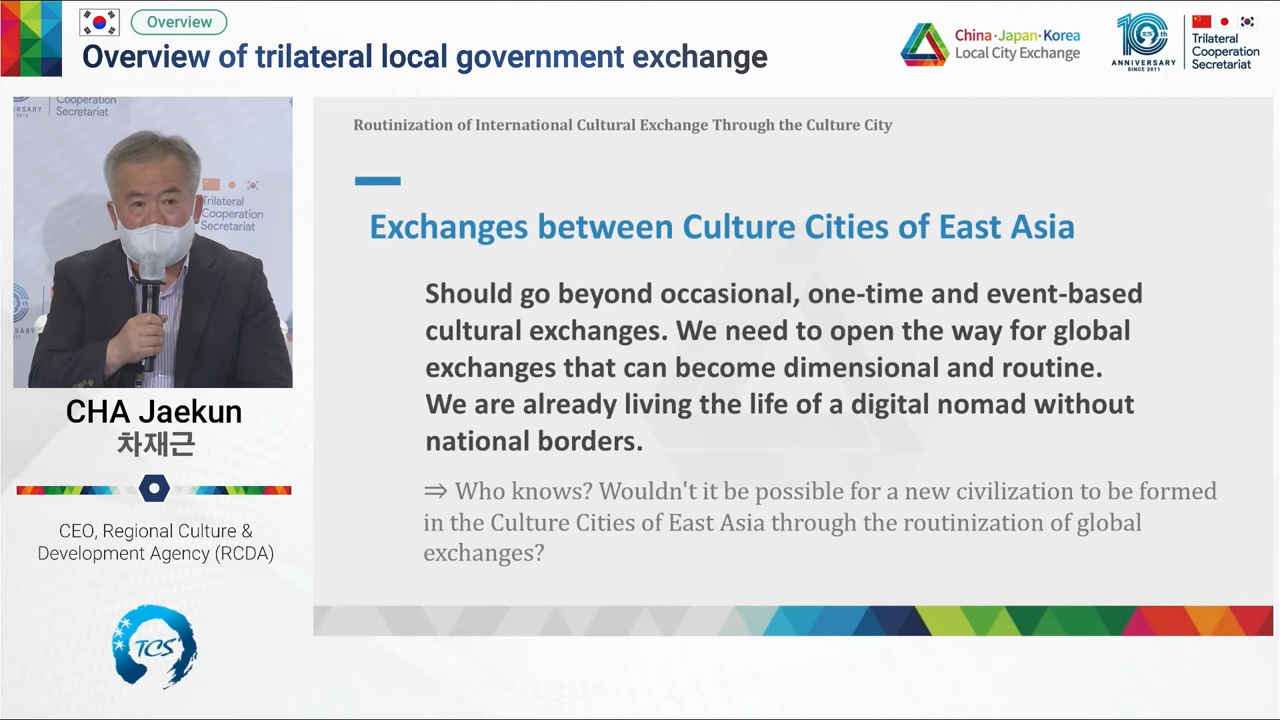 Overview
Overview of trilateral local government exchange
China·Japan·Korea
Local City Exchange
10th
TCS
ANNIVERSARY
SINCE 2011
Trilateral
Cooperation
Secretariat
Cooperation
Secretariat
ERSARY
2011
Trilateral
Cooperation
Secretariat
RSARY
CHA Jaekun
차재근
CEO, Regional Culture &
Development Agency (RCDA)
TCS
Routinization of International Cultural Exchange Through the Culture City
Exchanges between Culture Cities of East Asia
Should go beyond occasional, one-time and event-based
cultural exchanges. We need to open the way for global
exchanges that can become dimensional and routine.
We are already living the life of a digital nomad without
national borders.
⇒ Who knows? Wouldn't it be possible for a new civilization to be formed
in the Culture Cities of East Asia through the routinization of global
exchanges?